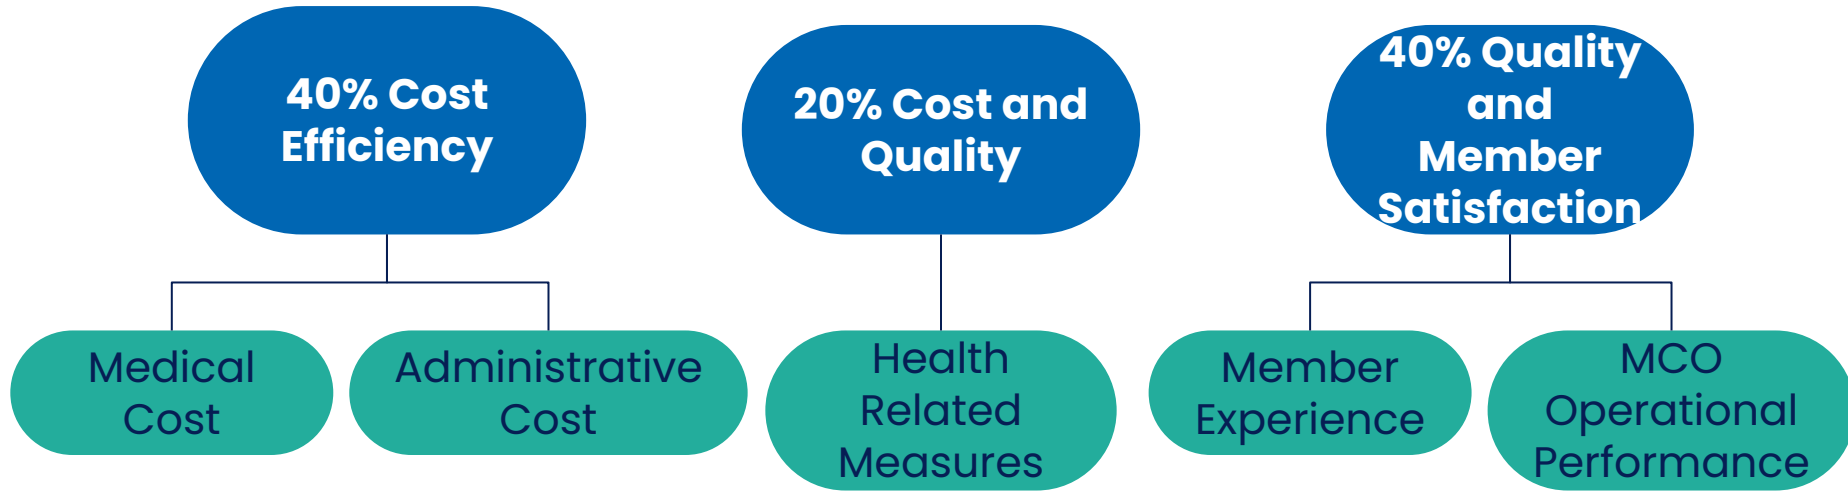 40% Cost
Efficiency
20% Cost and
Quality
40% Quality
and
Member
Satisfaction
Medical
Cost
Administrative
Cost
Health
Related
Measures
Member
Experience
MCO
Operational
Performance